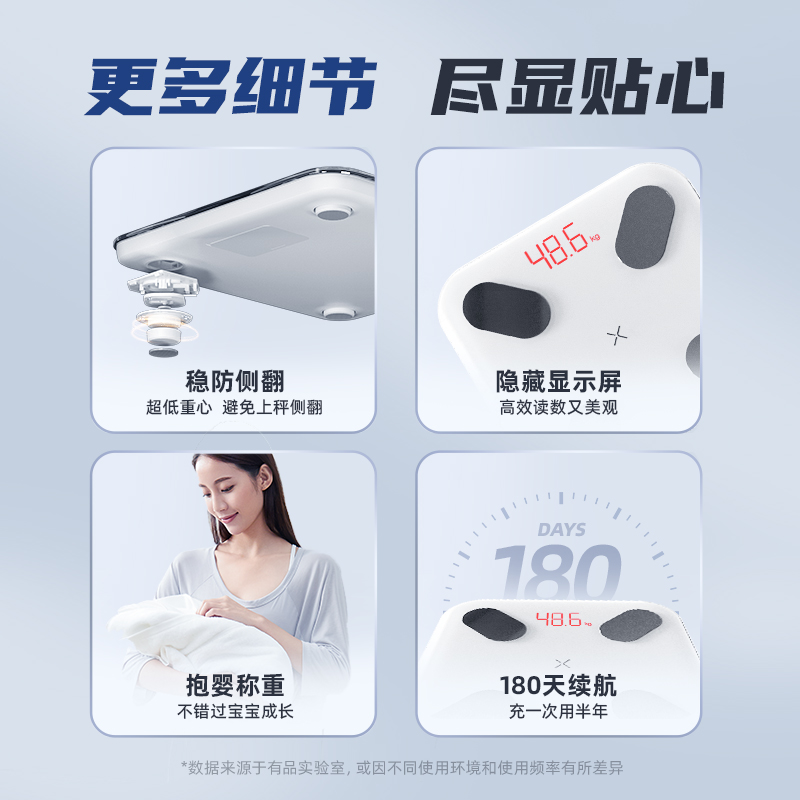 更多细节 尽显贴心
稳防侧翻
超低重心 避免上秤侧翻
48.6 kg
隐藏显示屏
高效读数又美观
抱婴称重
不错过宝宝成长
DAYS
180
48.6 kg
180天续航
充一次用半年
*数据来源于有品实验室, 或因不同使用环境和使用频率有所差异